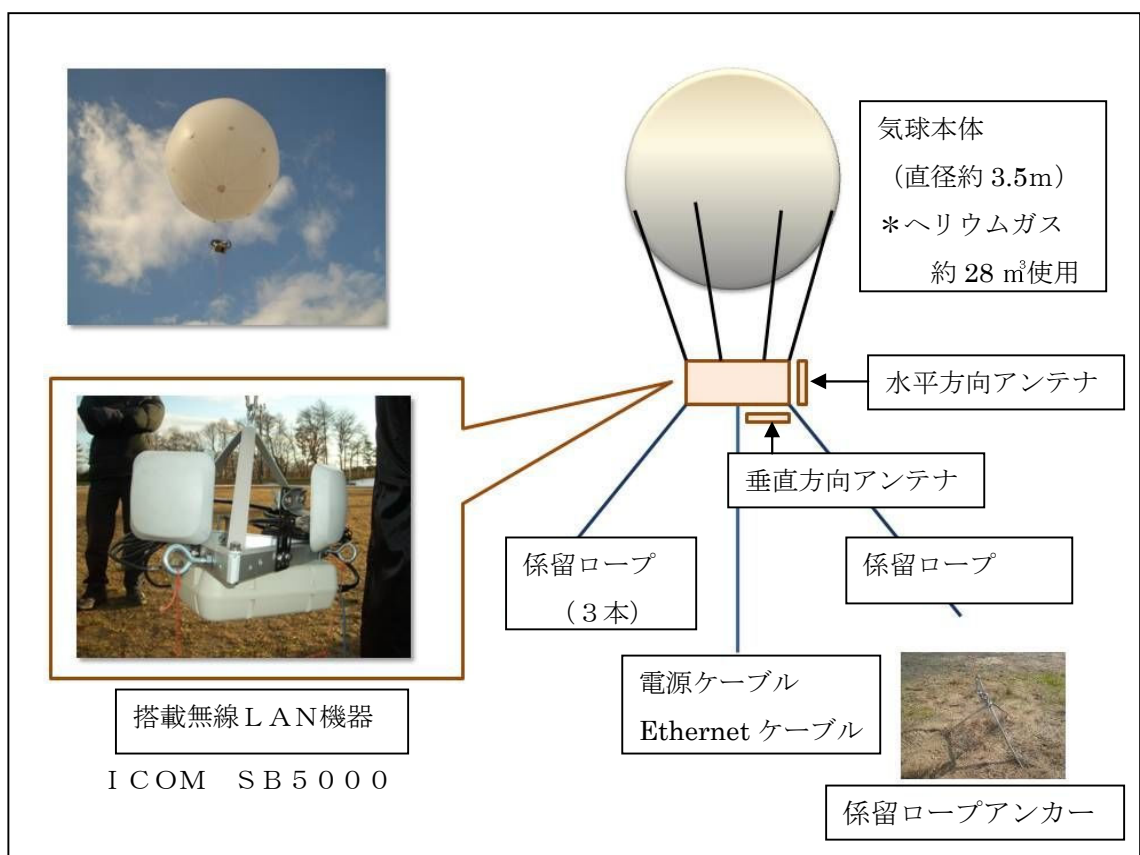 気球本体
（直径約 3.5m）
＊ヘリウムガス
約 28 ㎥使用
水平方向アンテナ
垂直方向アンテナ
係留ロープ
（３本）
係留ロープ
電源ケーブル
Ethernet ケーブル
搭載無線ＬＡＮ機器
ＩＣＯＭ　ＳＢ５０００
係留ロープアンカー